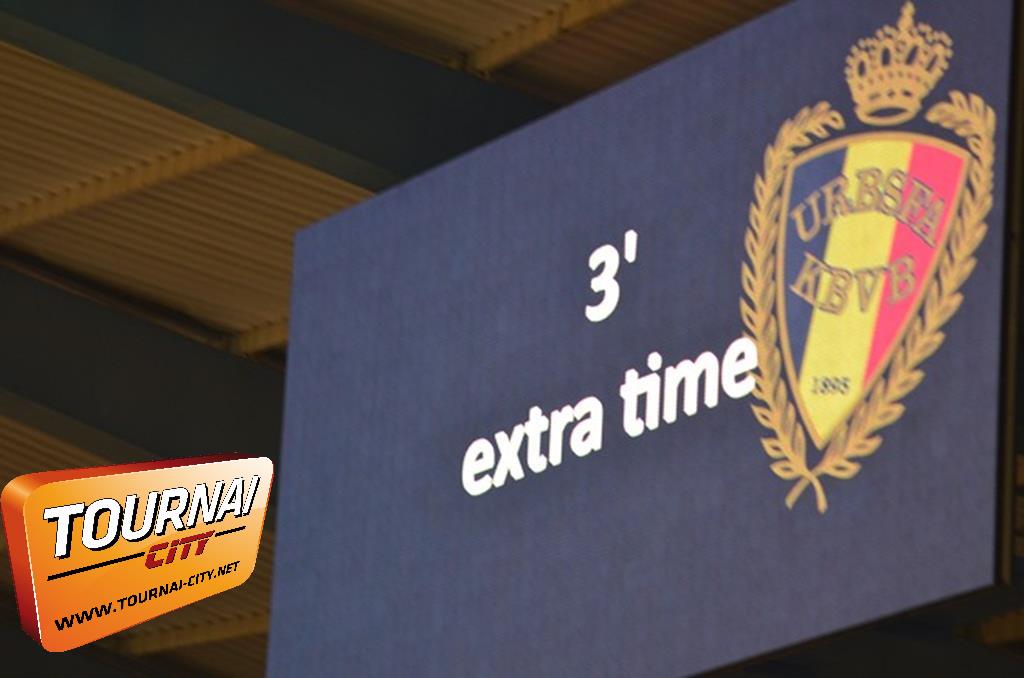 3'
extra time
URBSFA
KBVB
1895
TOURNAI
CITY
WWW.TOURNAI-CITY.NET